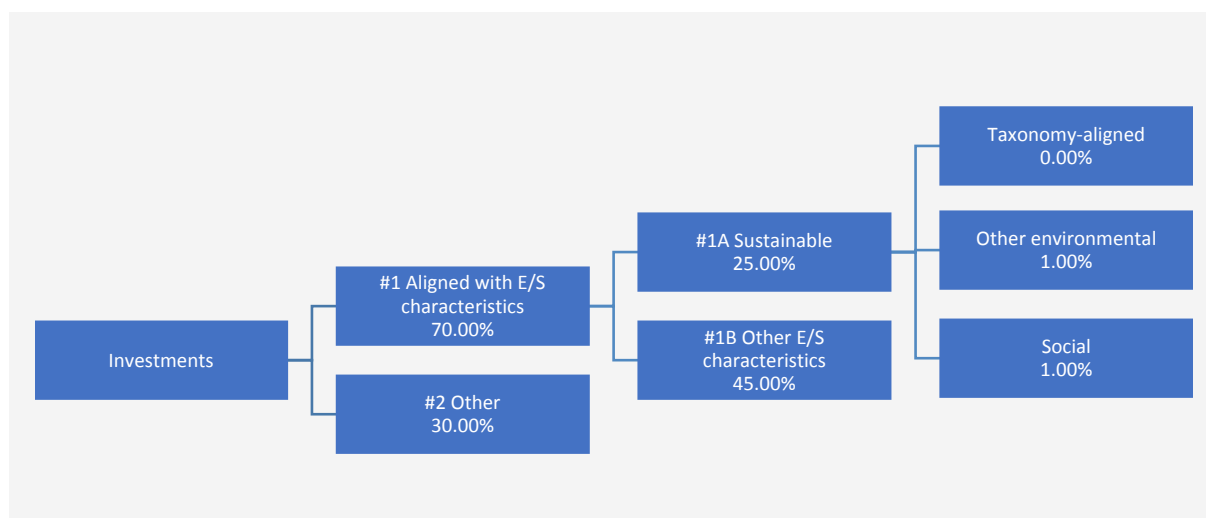 Investments
#1 Aligned with E/S
characteristics
70.00%
#2 Other
30.00%
#1A Sustainable
25.00%
#1B Other E/S
characteristics
45.00%
Taxonomy-aligned
0.00%
Other environmental
1.00%
Social
1.00%